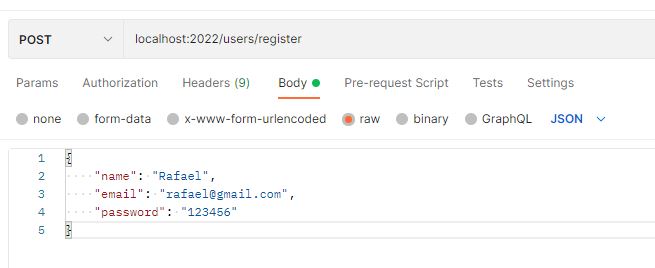 POST localhost:2022/users/register
Params Authorization Headers (9) Body Pre-request Script Tests Settings
none form-data x-www-form-urlencoded raw binary GraphQL JSON
1 {
2 "name": "Rafael",
3 "email": "rafael@gmail.com",
4 "password": "123456"
5 }